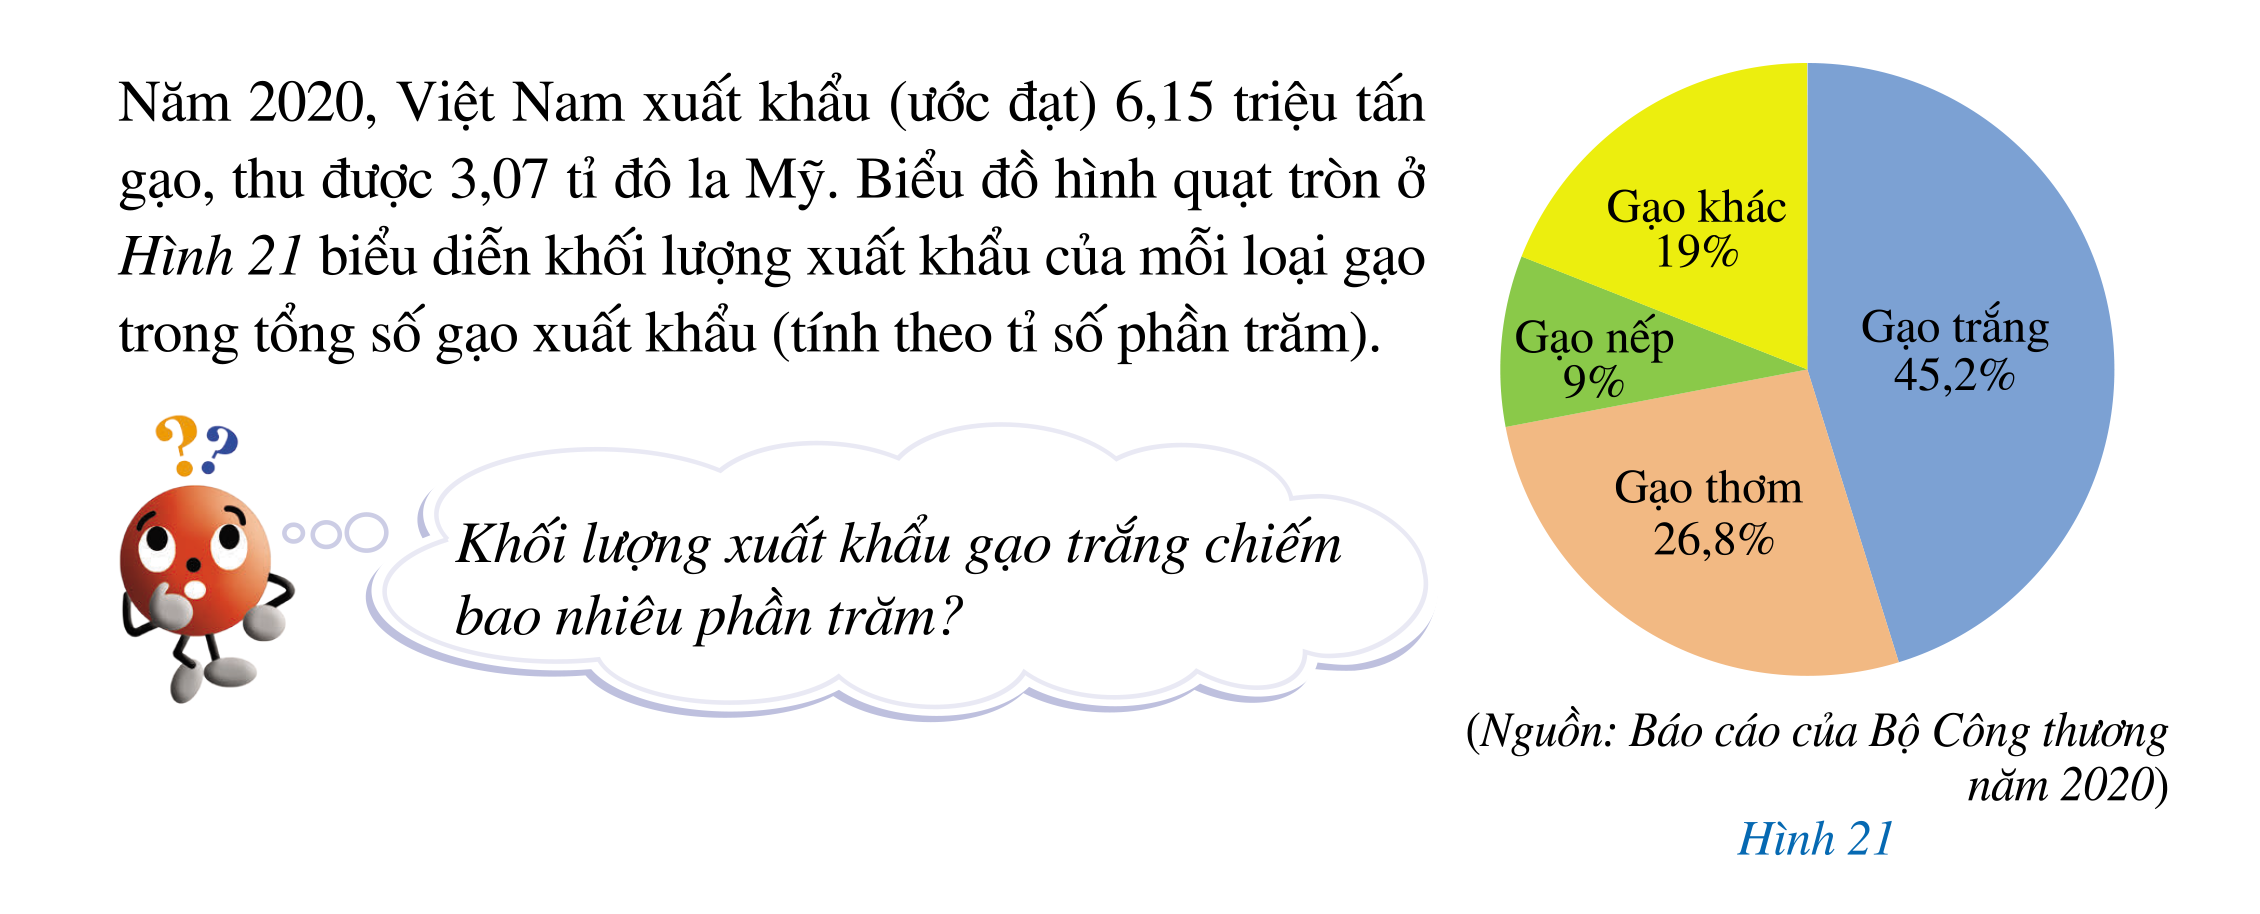 Năm 2020, Việt Nam xuất khẩu (ước đạt) 6,15 triệu tấn
gạo, thu được 3,07 tỉ đô la Mỹ. Biểu đồ hình quạt tròn ở
Hình 21 biểu diễn khối lượng xuất khẩu của mỗi loại gạo
trong tổng số gạo xuất khẩu (tính theo tỉ số phần trăm).
??
Khối lượng xuất khẩu gạo trắng chiếm
bao nhiêu phần trăm?
Gạo khác
19%
Gạo trắng
45,2%
Gạo nếp
9%
Gạo thơm
26,8%
(Nguồn: Báo cáo của Bộ Công thương
năm 2020)
Hình 21